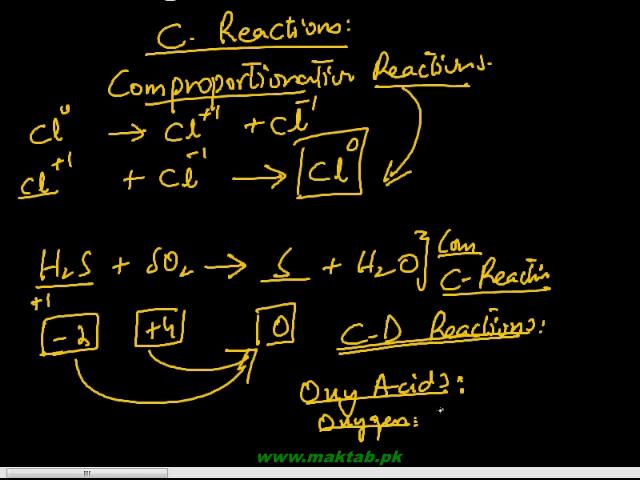 C- Reactions:
Comproportionation Reactions.
Cl⁰ → Cl⁺¹ + Cl⁻¹
Cl⁺¹ + Cl⁻¹ → Cl⁰
H₂S + SO₂ → S + H₂O } Com
+1 C-Reactin
-2 +4 0
C-D Reactions:
Oxy Acids:
Oxygen:
www.maktab.pk